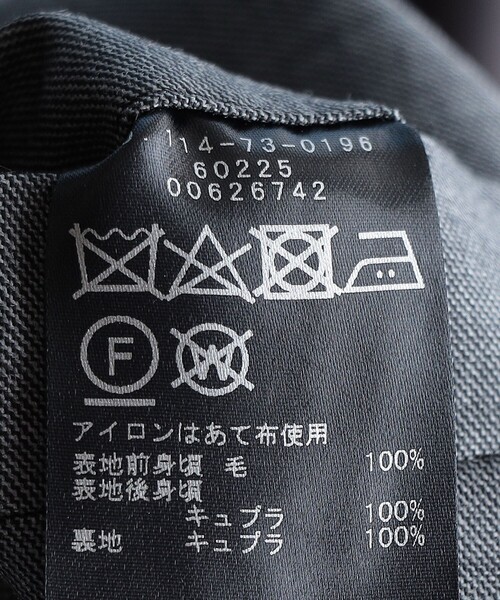 114-73-0196
60225
00626742
F
W
アイロンはあて布使用
表地前身頃 毛 100%
表地後身頃
キュプラ 100%
裏地 キュプラ 100%